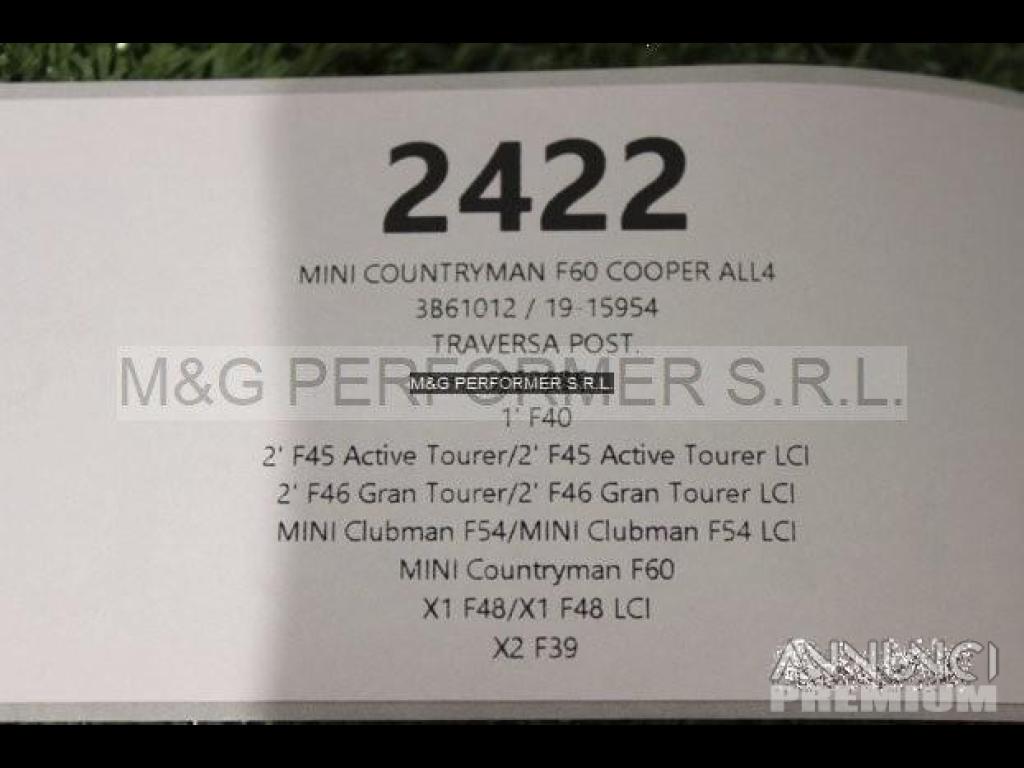 2422
MINI COUNTRYMAN F60 COOPER ALL4
3B61012 / 19-15954
TRAVERSA POST.
M&G PERFORMER S.R.L.
M&G PERFORMER S.R.L.
1' F40
2' F45 Active Tourer/2' F45 Active Tourer LCI
2' F46 Gran Tourer/2' F46 Gran Tourer LCI
MINI Clubman F54/MINI Clubman F54 LCI
MINI Countryman F60
X1 F48/X1 F48 LCI
X2 F39
ANNUNCI
PREMIUM